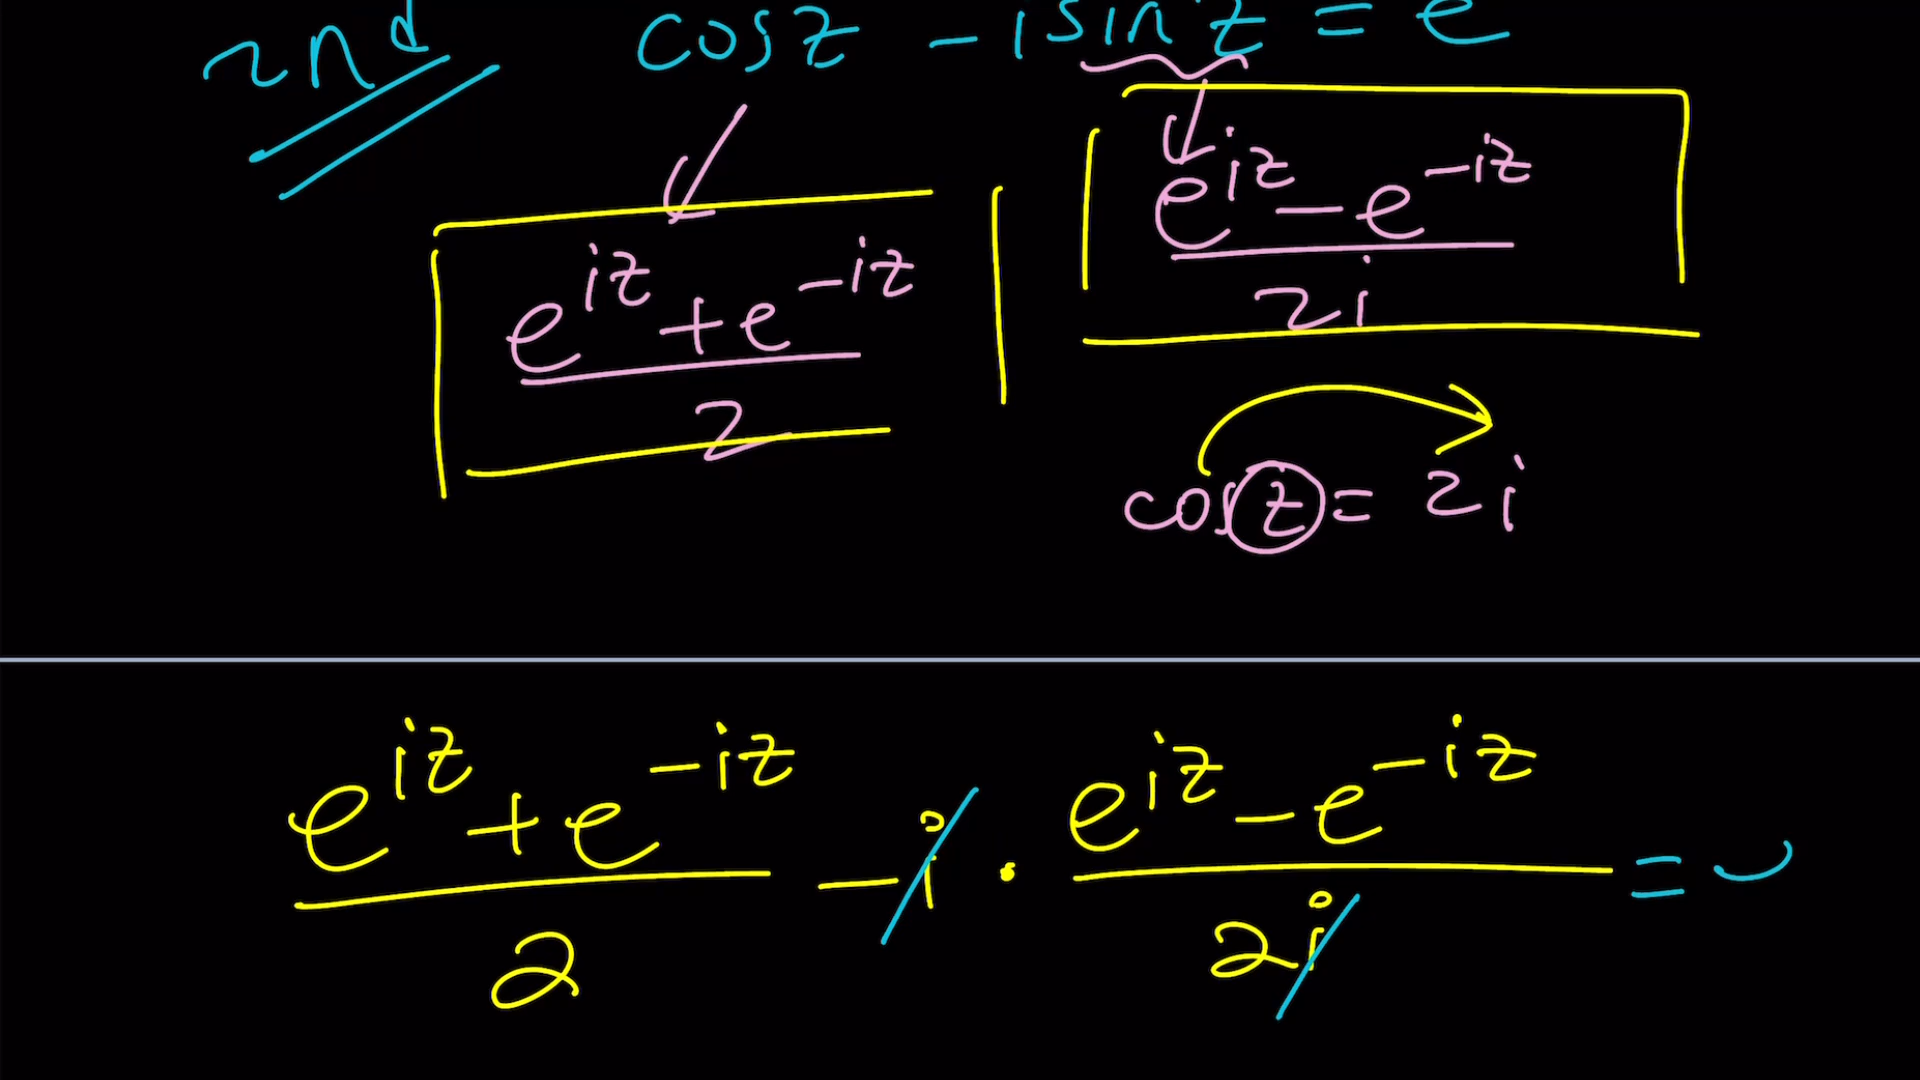 2nd cos z - i sin z = e
e^{iz} + e^{-iz} / 2
e^{iz} - e^{-iz} / 2i
cos z = 2i
e^{iz} + e^{-iz} / 2 - i · e^{iz} - e^{-iz} / 2i =